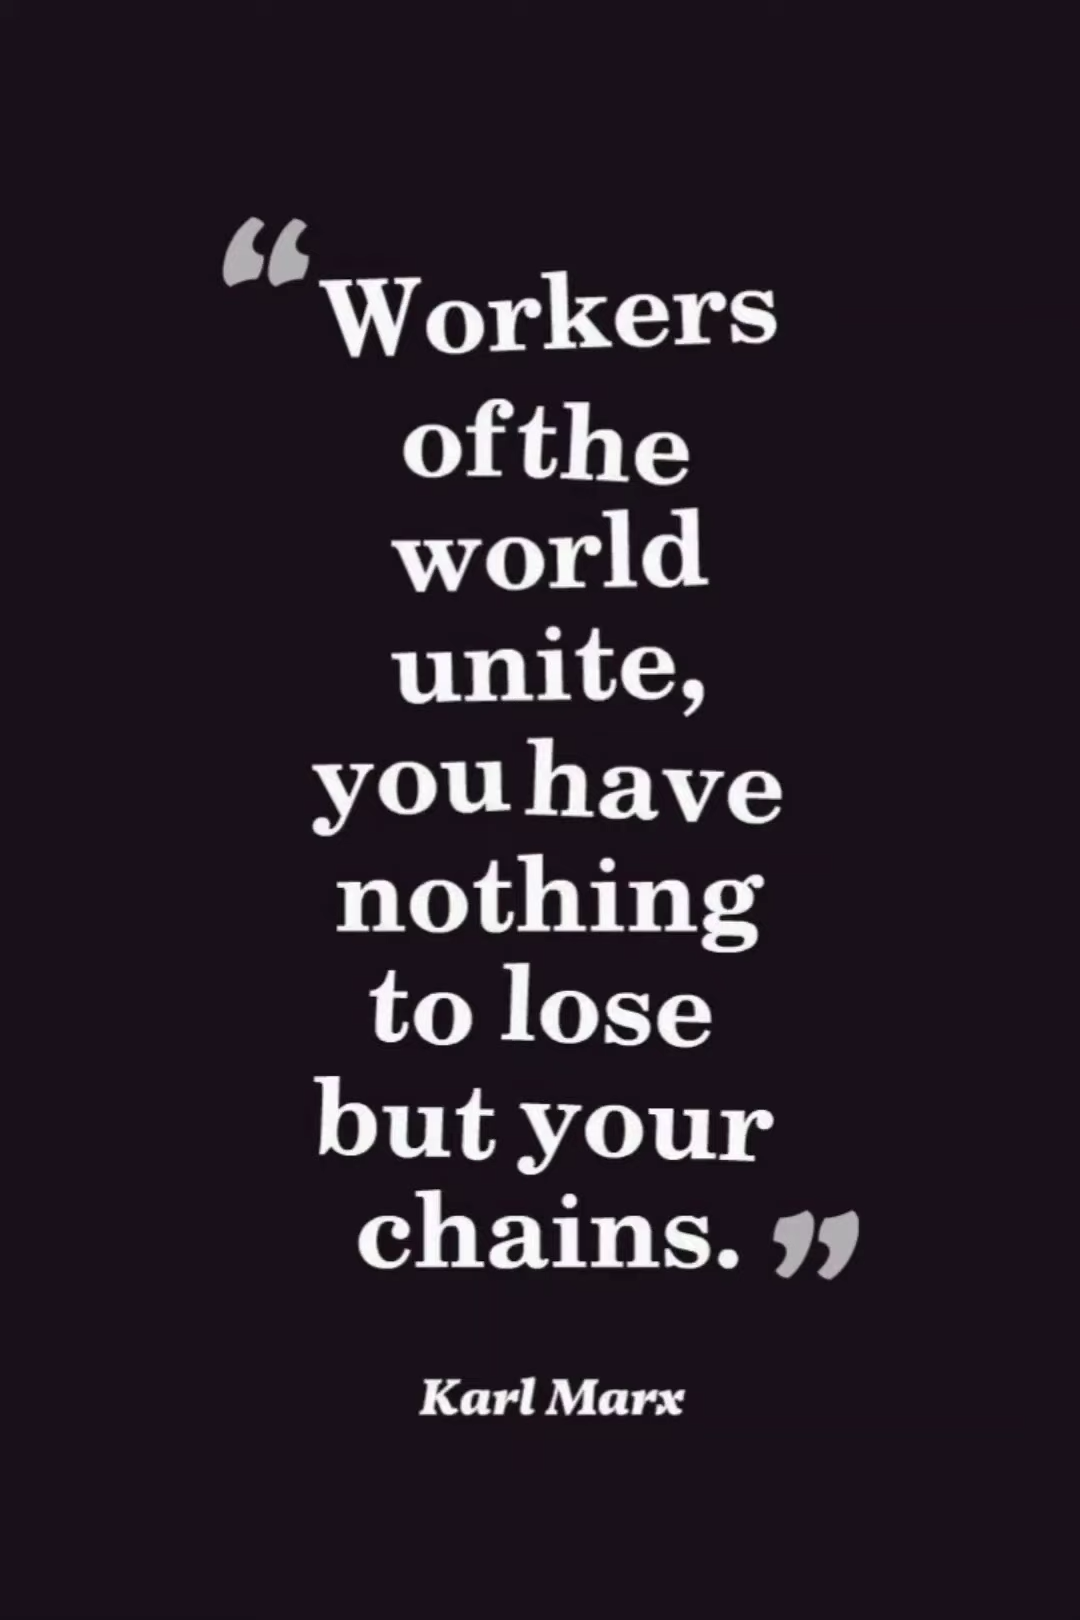 “Workers
of the
world
unite,
you have
nothing
to lose
but your
chains.”
Karl Marx